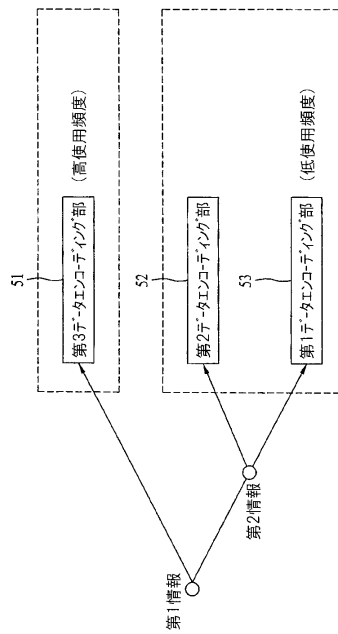 51
第3データエンコーディング部
(高使用頻度)
52
第2データエンコーディング部
53
第1データエンコーディング部
(低使用頻度)
第2情報
第1情報